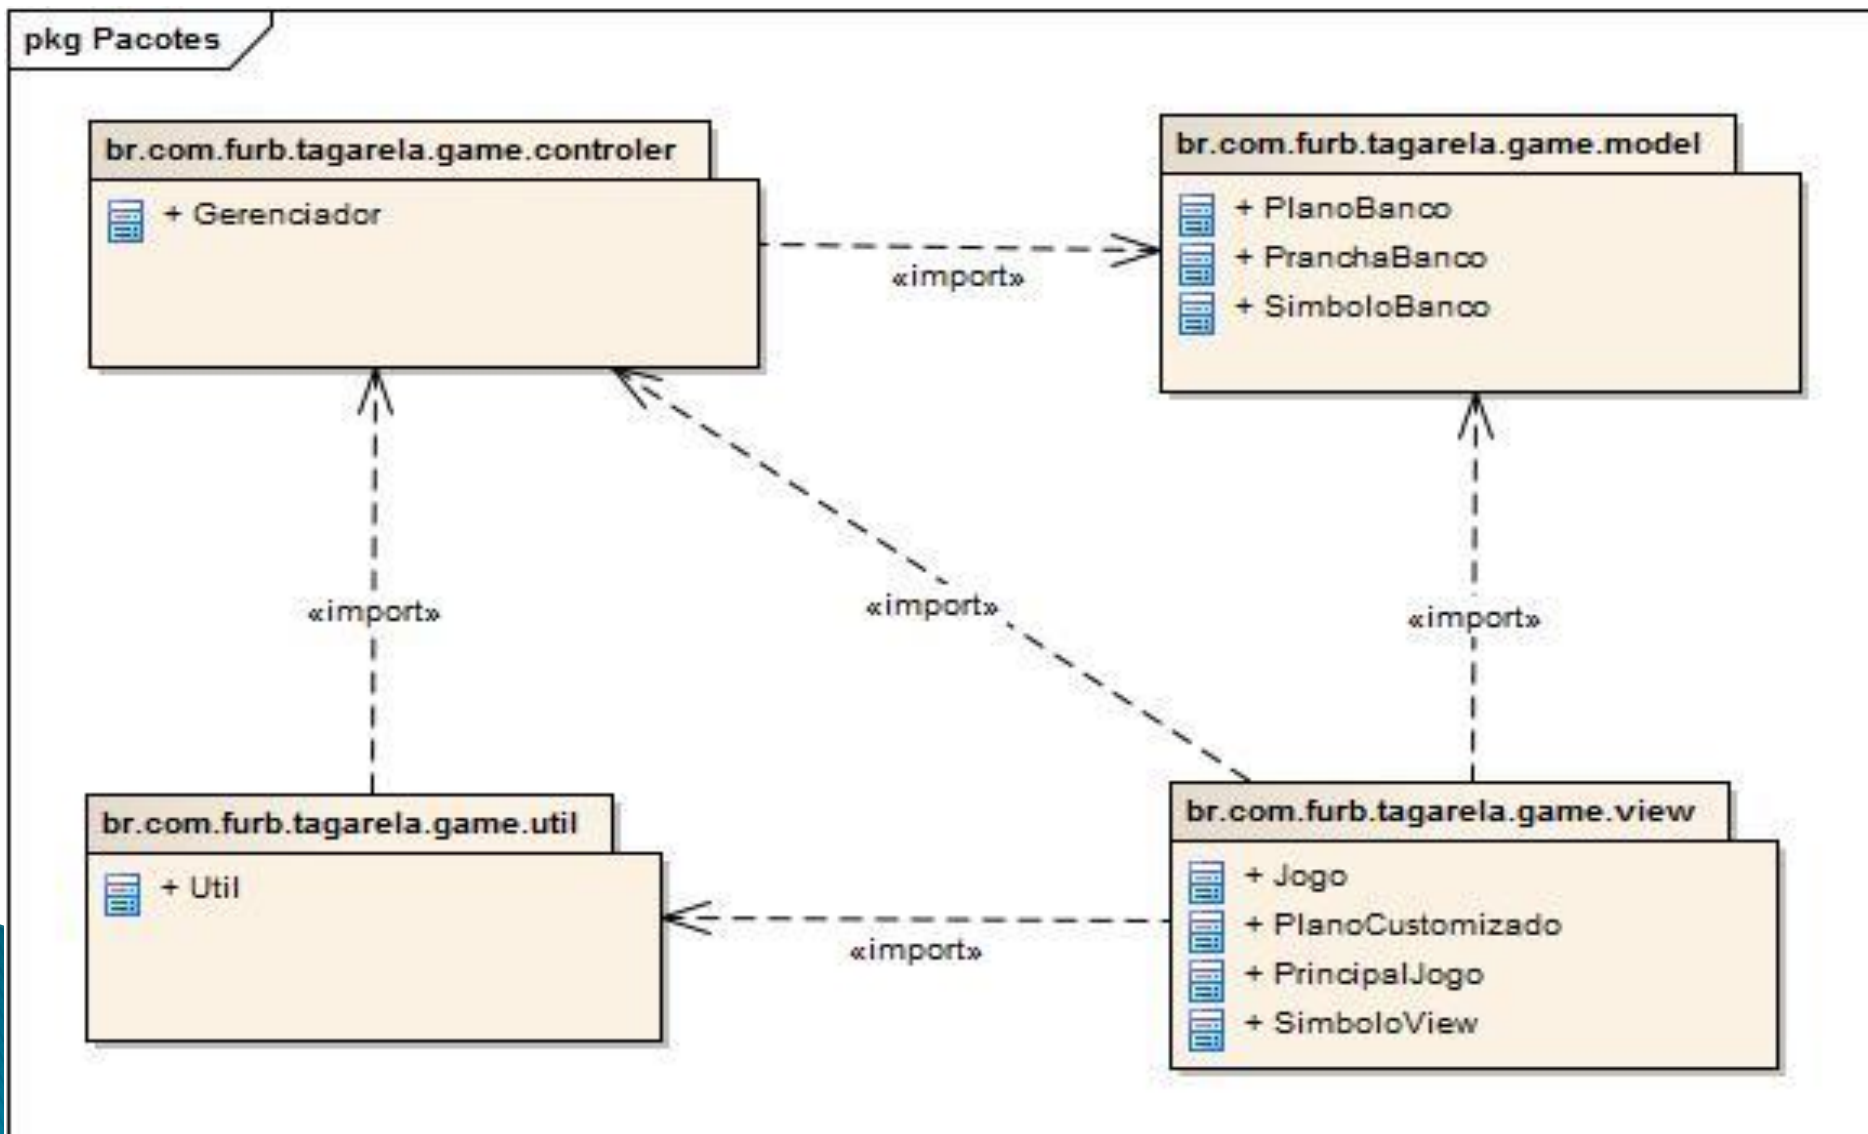 pkg Pacotes
br.com.furb.tagarela.game.controler
+ Gerenciador
br.com.furb.tagarela.game.model
+ PlanoBanco
+ PranchaBanco
+ SimboloBanco
«import»
«import»
«import»
«import»
br.com.furb.tagarela.game.util
+ Util
br.com.furb.tagarela.game.view
+ Jogo
+ PlanoCustomizado
+ PrincipalJogo
+ SimboloView
«import»